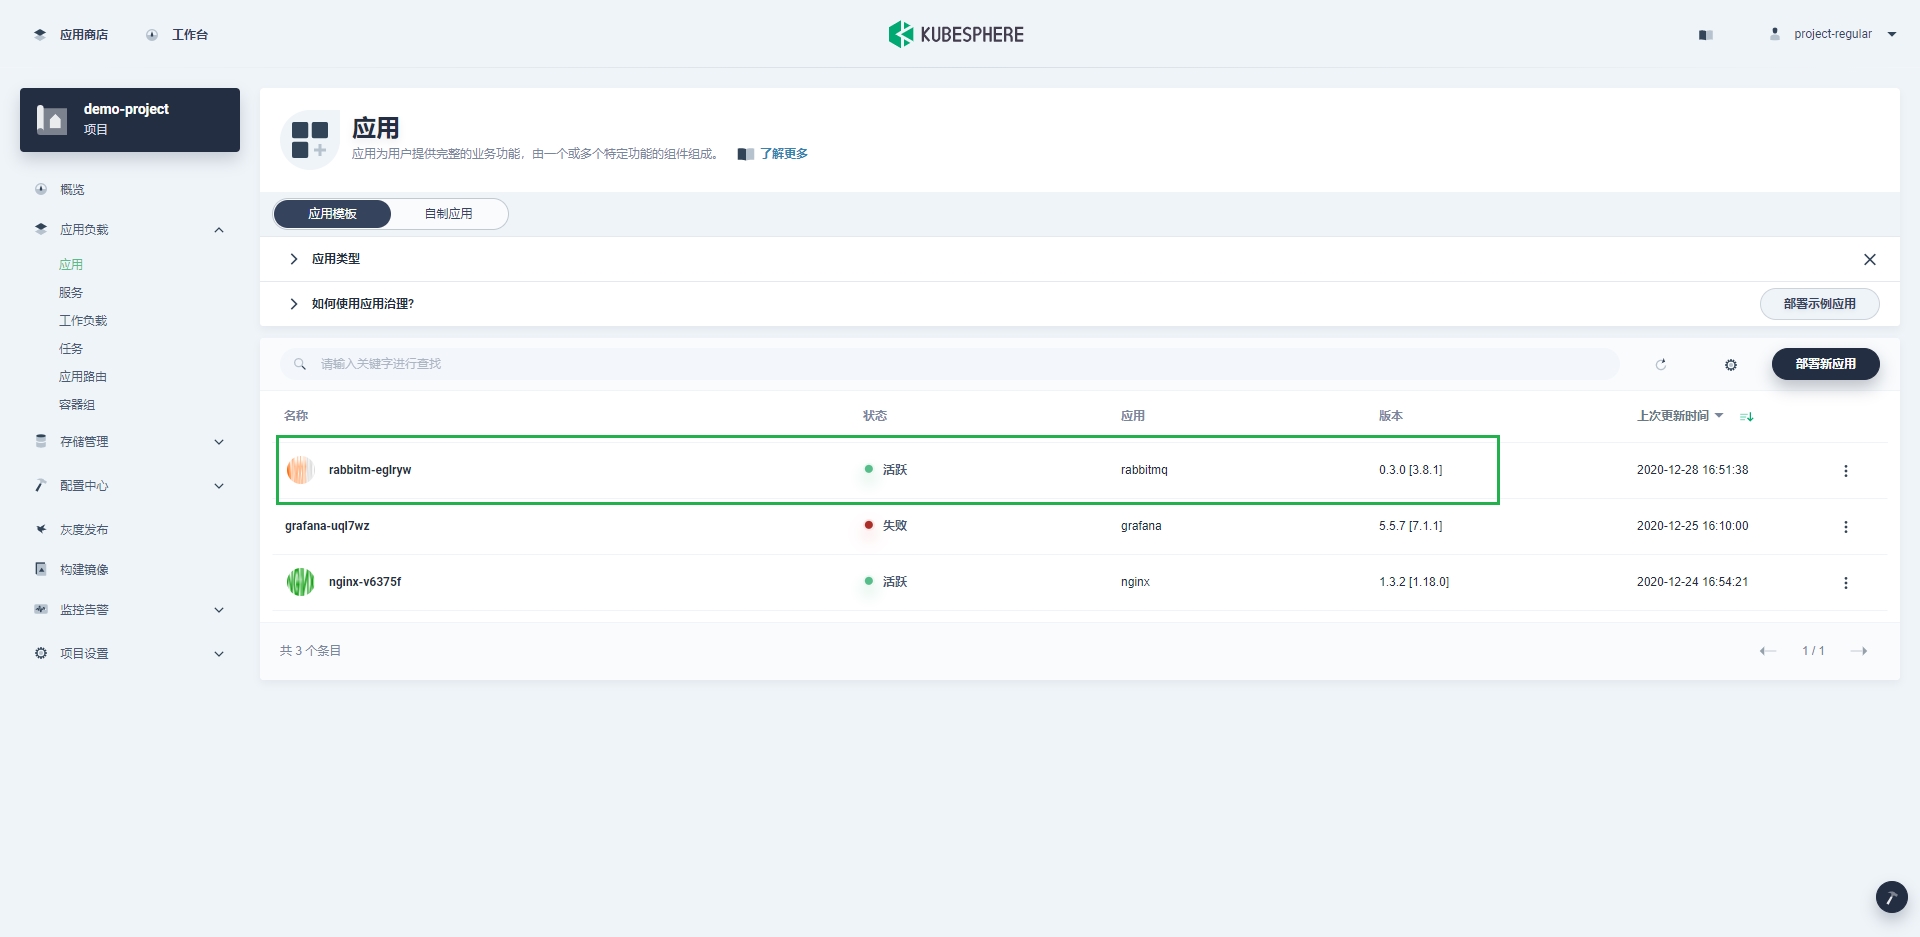 应用商店 工作台 KUBESPHERE project-regular
demo-project
项目
概览
应用负载
应用
服务
工作负载
任务
应用路由
容器组
存储管理
配置中心
灰度发布
构建镜像
监控告警
项目设置
应用
应用为用户提供完整的业务功能，由一个或多个特定功能的组件组成。 了解更多
应用模板 自制应用
应用类型
如何使用应用治理? 部署示例应用
请输入关键字进行查找 部署新应用
名称 状态 应用 版本 上次更新时间
rabbitm-eglryw 活跃 rabbitmq 0.3.0 [3.8.1] 2020-12-28 16:51:38
grafana-uql7wz 失败 grafana 5.5.7 [7.1.1] 2020-12-25 16:10:00
nginx-v6375f 活跃 nginx 1.3.2 [1.18.0] 2020-12-24 16:54:21
共 3 个条目 1 / 1